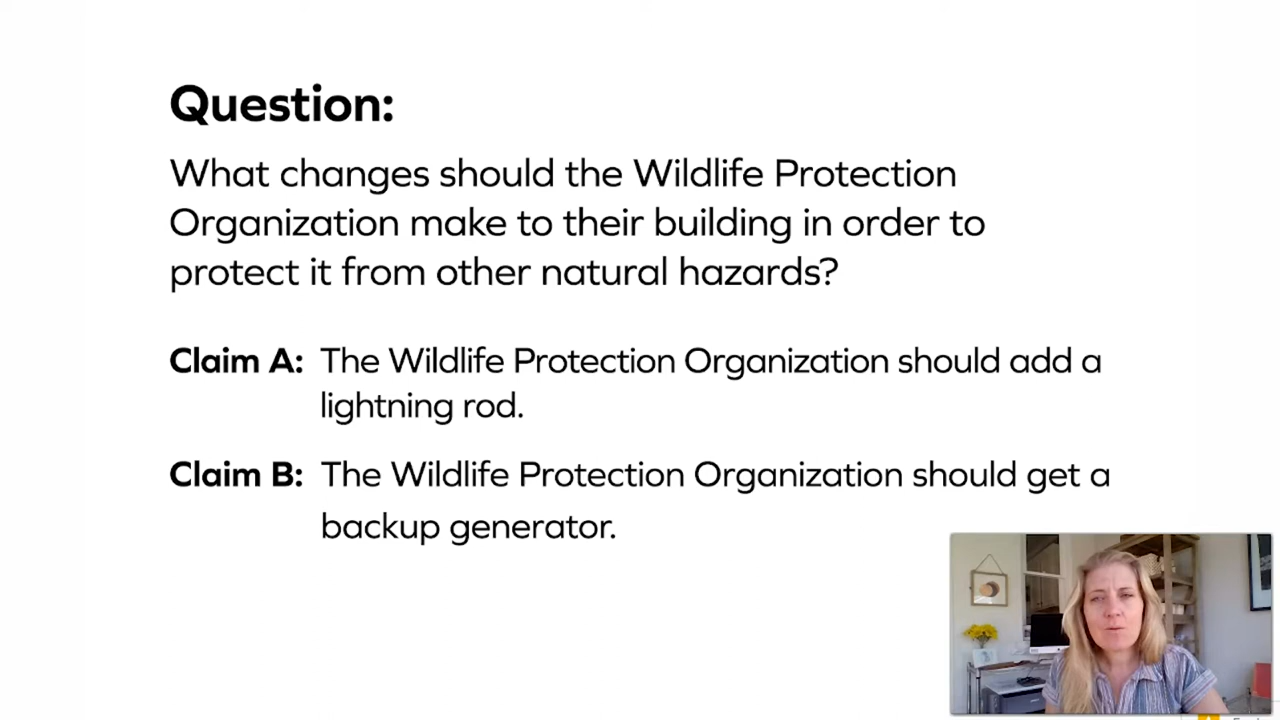 Question:
What changes should the Wildlife Protection
Organization make to their building in order to
protect it from other natural hazards?
Claim A: The Wildlife Protection Organization should add a
lightning rod.
Claim B: The Wildlife Protection Organization should get a
backup generator.